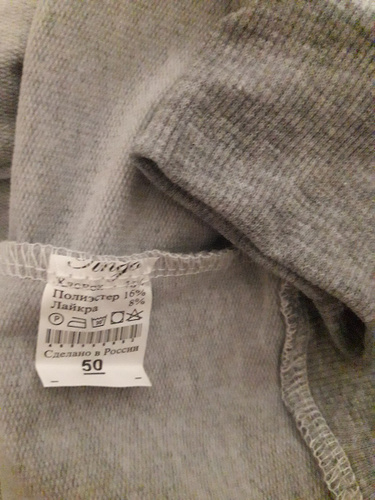 Хлопок
Полиэстер 16%
Лайкра 8%
Сделано в России
50